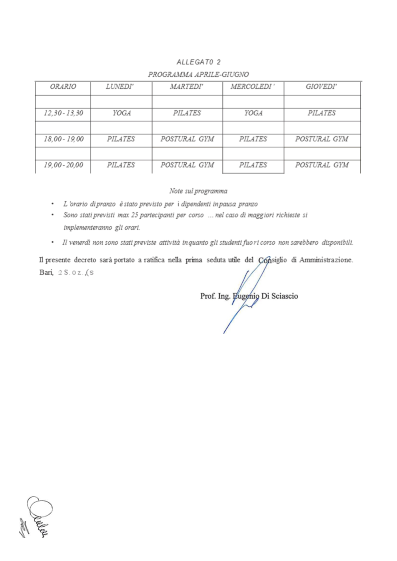 ALLEGAT0 2
PROGRAMMA APRILE-GIUGNO
ORARIO LUNEDI' MARTEDI' MERCOLEDI' GIOVEDI'
12,30-13,30 YOGA PILATES YOGA PILATES
18,00-19,00 PILATES POSTURAL GYM PILATES POSTURAL GYM
19,00-20,00 PILATES POSTURAL GYM PILATES POSTURAL GYM
Note sul programma
• L'orario di pranto è stato previsto per i dipendenti in pausa pranto
• Sono stati previsti max 25 partecipanti per corso ... nel caso di maggiori richieste si
implementeranno gli orari.
• Il venerdì non sono stati previste attività in quanto gli studenti fuori corso non sarebbero disponibili.
Il presente decreto sarà portato a ratifica nella prima seduta utile del Consiglio di Amministrazione.
Bari,
Prof. Ing. Eugenio Di Sciascio